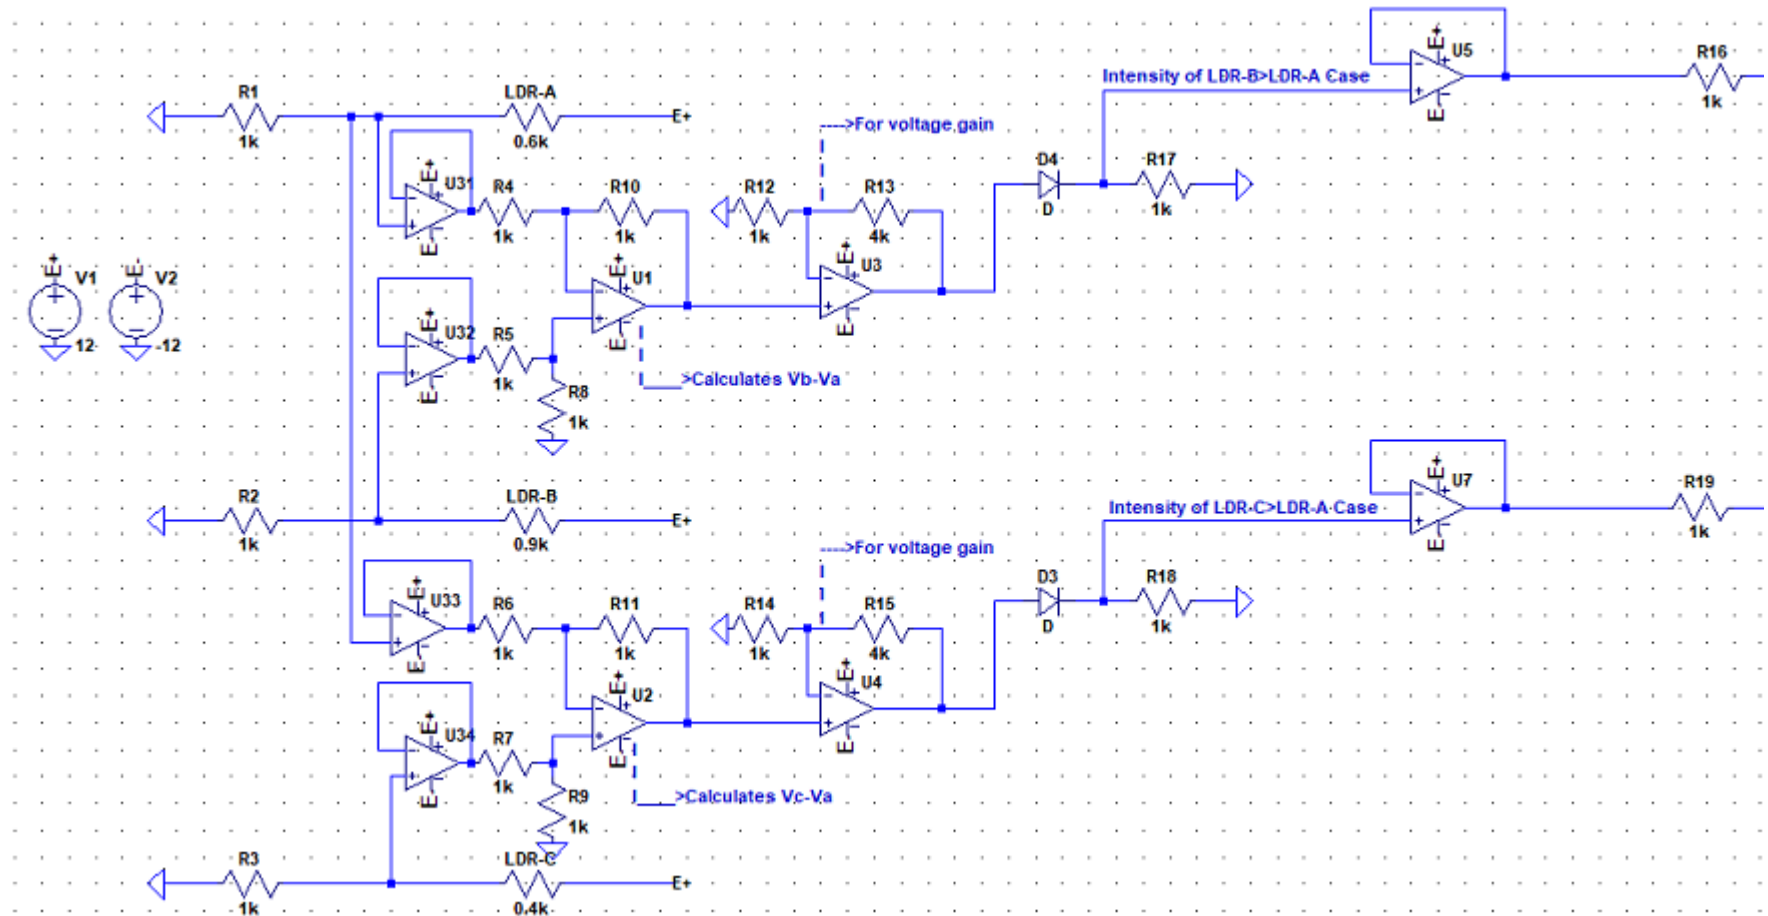 U5
E+
E-
R16
1k
Intensity of LDR-B>LDR-A Case
R1
1k
LDR-A
0.6k
E+
---->For voltage gain
E+
U31
E-
R4
1k
R10
1k
R12
1k
R13
4k
D4
D
R17
1k
E+
V1
12
E-
V2
-12
E+
U1
E-
E+
U3
E-
E+
U32
E-
R5
1k
R8
1k
___>Calculates Vb-Va
R2
1k
LDR-B
0.9k
E+
Intensity of LDR-C>LDR-A Case
E+
U7
E-
R19
1k
---->For voltage gain
E+
U33
E-
R6
1k
R11
1k
R14
1k
R15
4k
D3
D
R18
1k
E+
U2
E-
E+
U4
E-
E+
U34
E-
R7
1k
R9
1k
___>Calculates Vc-Va
R3
1k
LDR-C
0.4k
E+